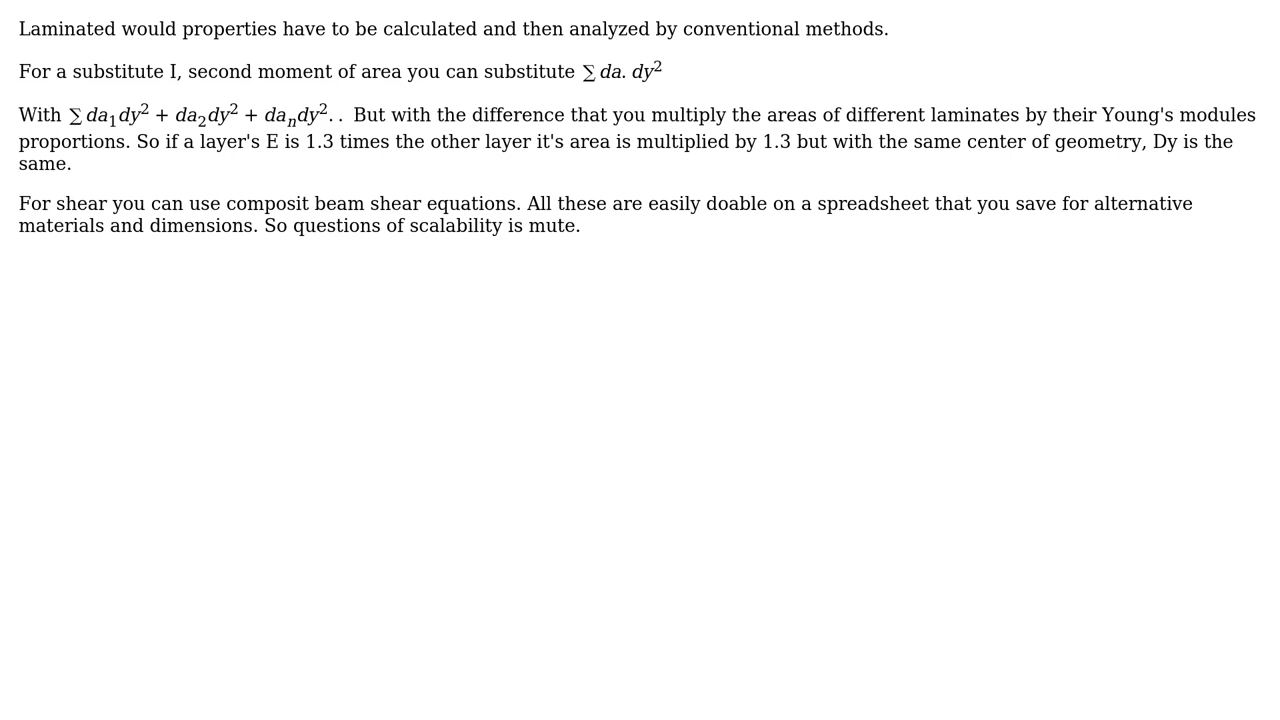 Laminated would properties have to be calculated and then analyzed by conventional methods.
For a substitute I, second moment of area you can substitute ∑ da. dy²
With ∑ da₁dy² + da₂dy² + daₙdy². . But with the difference that you multiply the areas of different laminates by their Young's modules
proportions. So if a layer's E is 1.3 times the other layer it's area is multiplied by 1.3 but with the same center of geometry, Dy is the
same.
For shear you can use composit beam shear equations. All these are easily doable on a spreadsheet that you save for alternative
materials and dimensions. So questions of scalability is mute.